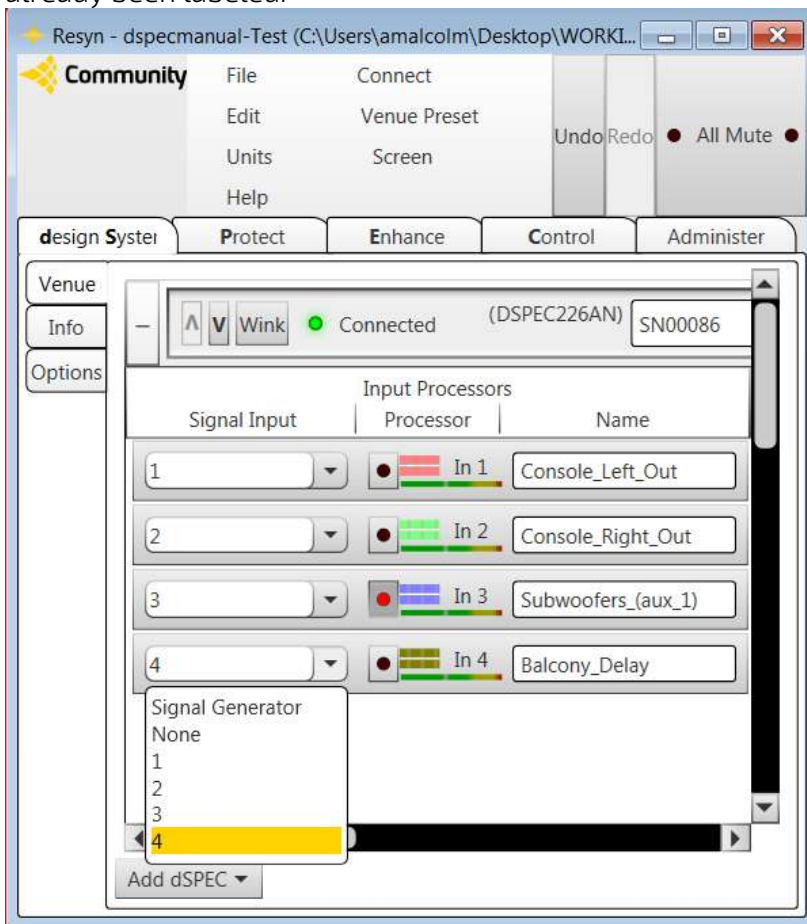 already been labeled.
Resyn - dspecmanual-Test (C:\Users\amalcolm\Desktop\WORKI...
Community
File
Connect
Edit
Venue Preset
Units
Screen
Help
Undo
Redo
All Mute
design Syster
Protect
Enhance
Control
Administer
Venue
Info
Options
–
Λ
V
Wink
Connected
(DSPEC226AN)
SN00086
Input Processors
Signal Input
Processor
Name
1
In 1
Console_Left_Out
2
In 2
Console_Right_Out
3
In 3
Subwoofers_(aux_1)
4
In 4
Balcony_Delay
Signal Generator
None
1
2
3
4
Add dSPEC